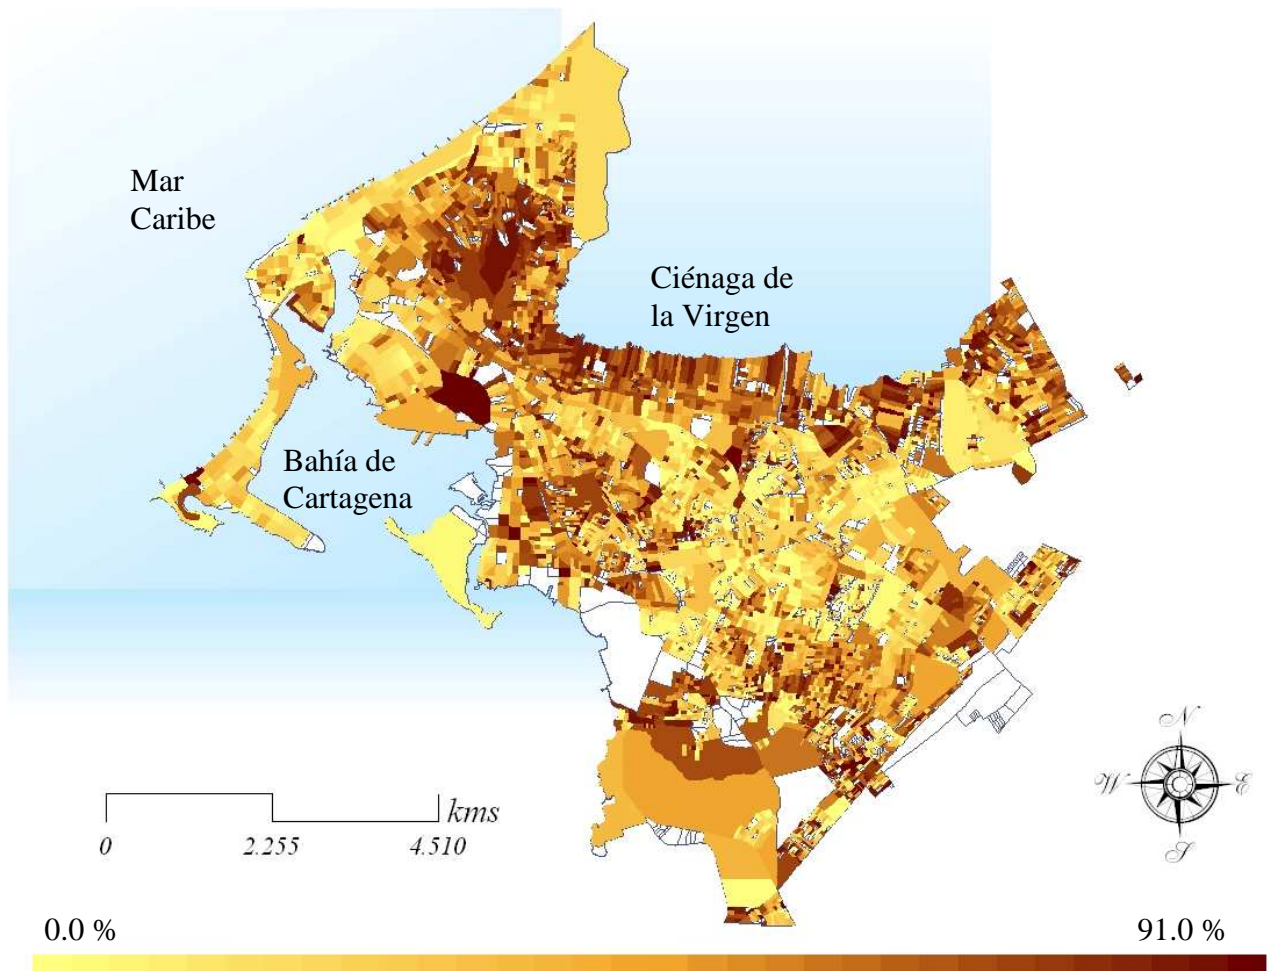 Mar
Caribe
Ciénaga de
la Virgen
Bahía de
Cartagena
N
W E
S
kms
0 2.255 4.510
0.0 % 91.0 %